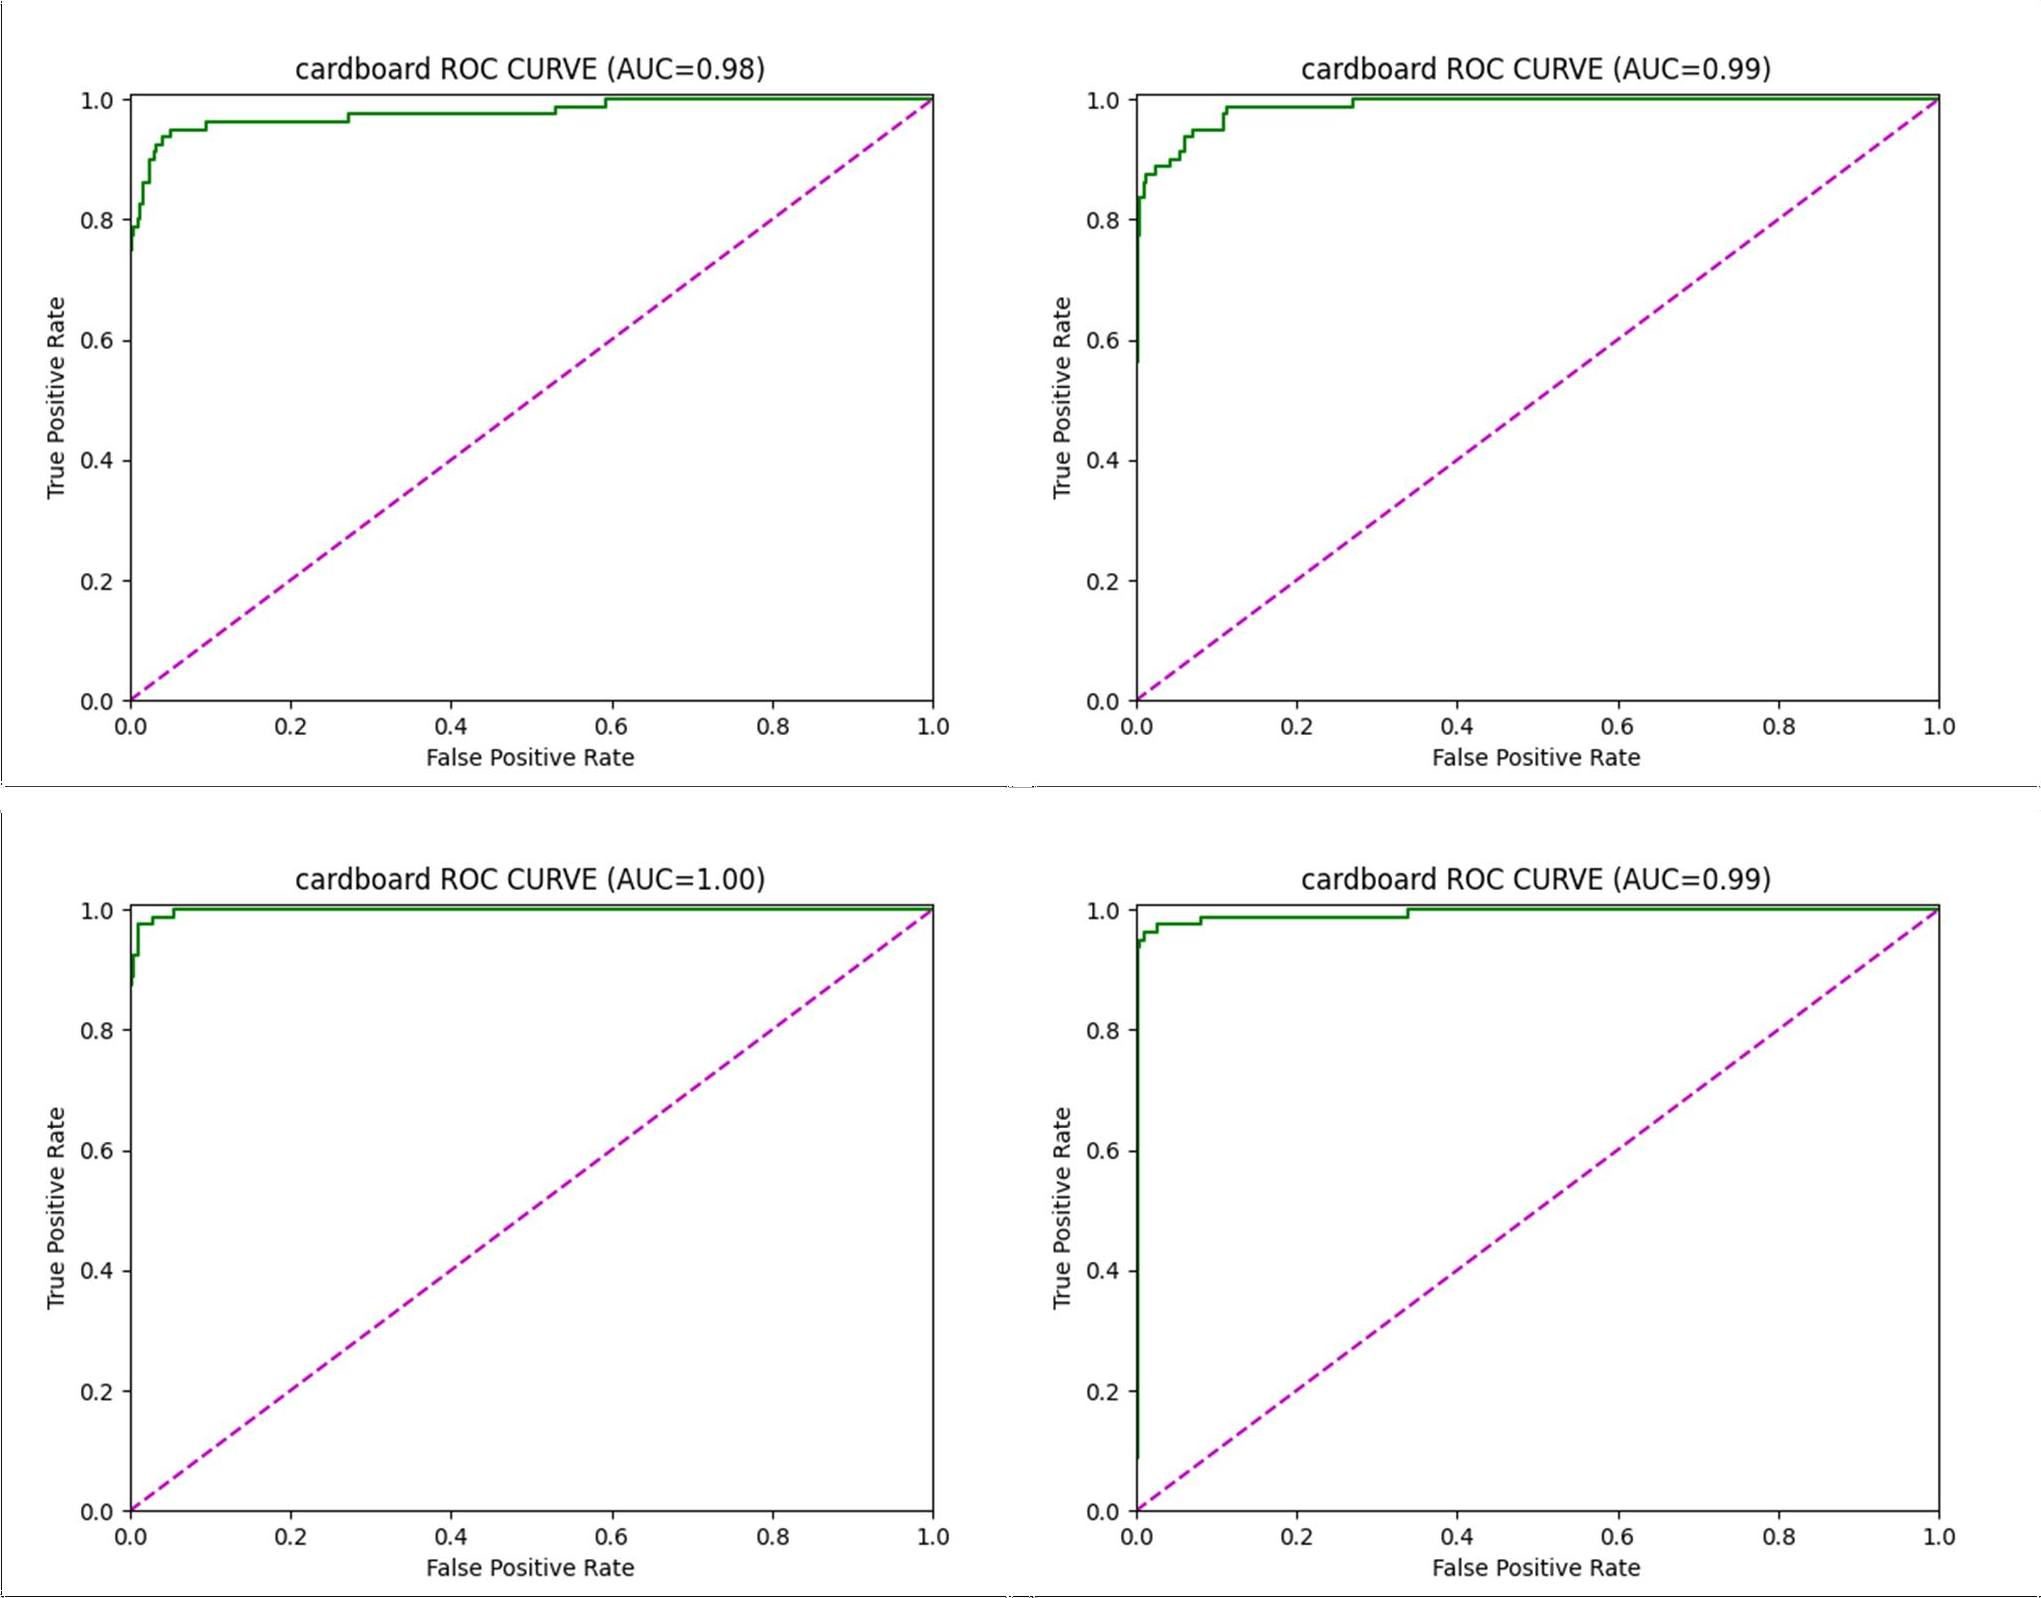 cardboard ROC CURVE (AUC=0.98)
1.0
0.8
0.6
0.4
0.2
0.0
True Positive Rate
0.0 0.2 0.4 0.6 0.8 1.0
False Positive Rate
cardboard ROC CURVE (AUC=0.99)
1.0
0.8
0.6
0.4
0.2
0.0
True Positive Rate
0.0 0.2 0.4 0.6 0.8 1.0
False Positive Rate
cardboard ROC CURVE (AUC=1.00)
1.0
0.8
0.6
0.4
0.2
0.0
True Positive Rate
0.0 0.2 0.4 0.6 0.8 1.0
False Positive Rate
cardboard ROC CURVE (AUC=0.99)
1.0
0.8
0.6
0.4
0.2
0.0
True Positive Rate
0.0 0.2 0.4 0.6 0.8 1.0
False Positive Rate